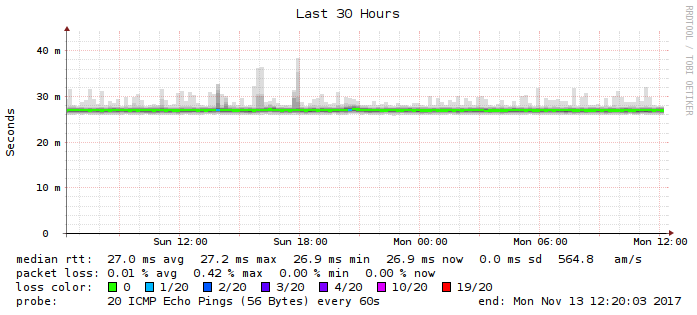 Last 30 Hours
RRDTOOL / TOBI OETIKER
Seconds
40 m
30 m
20 m
10 m
0
Sun 12:00 Sun 18:00 Mon 00:00 Mon 06:00 Mon 12:00
median rtt: 27.0 ms avg 27.2 ms max 26.9 ms min 26.9 ms now 0.0 ms sd 564.8 am/s
packet loss: 0.01 % avg 0.42 % max 0.00 % min 0.00 % now
loss color: 0 1/20 2/20 3/20 4/20 10/20 19/20
probe: 20 ICMP Echo Pings (56 Bytes) every 60s end: Mon Nov 13 12:20:03 2017